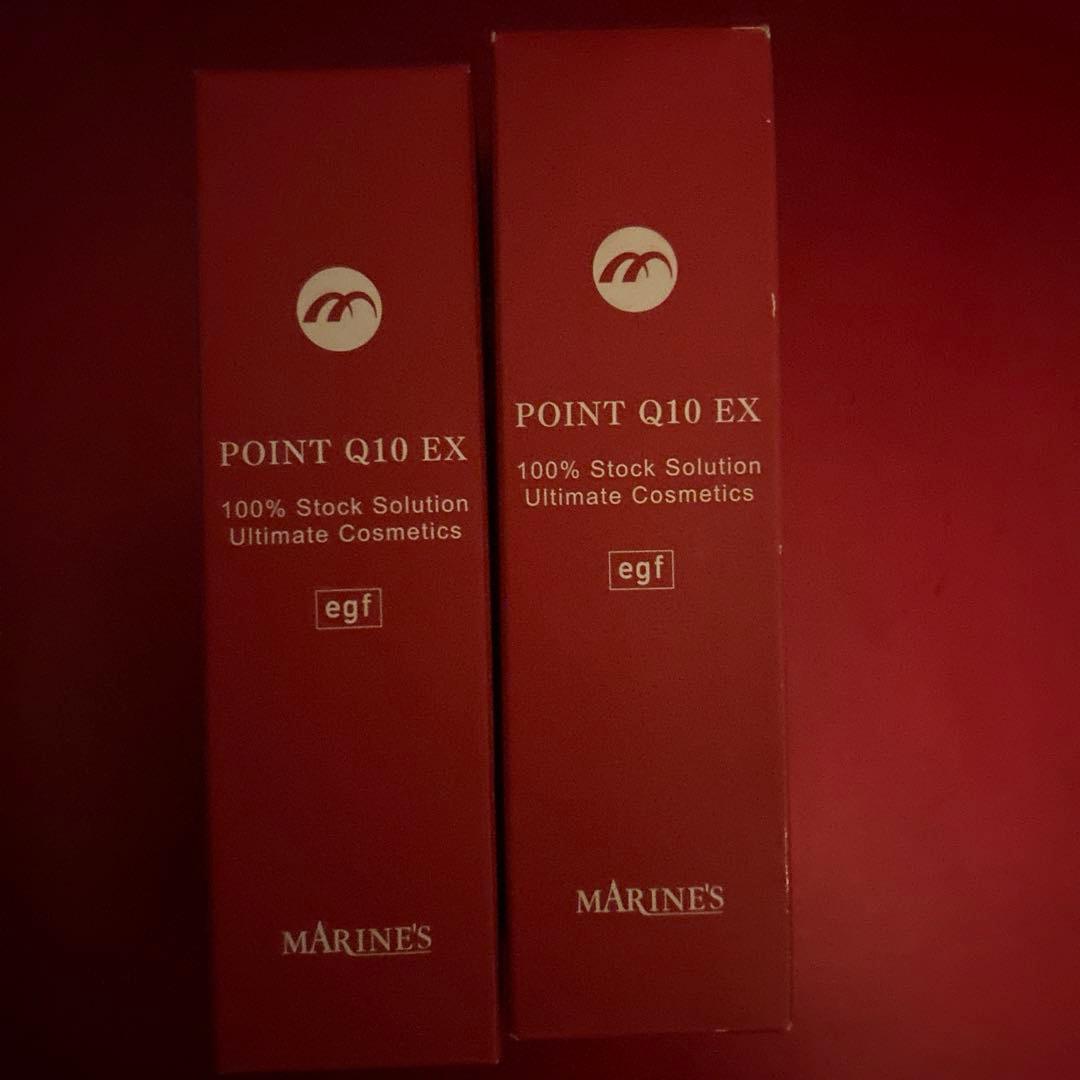 POINT Q10 EX
100% Stock Solution
Ultimate Cosmetics
egf
MARINE'S
POINT Q10 EX
100% Stock Solution
Ultimate Cosmetics
egf
MARINE'S